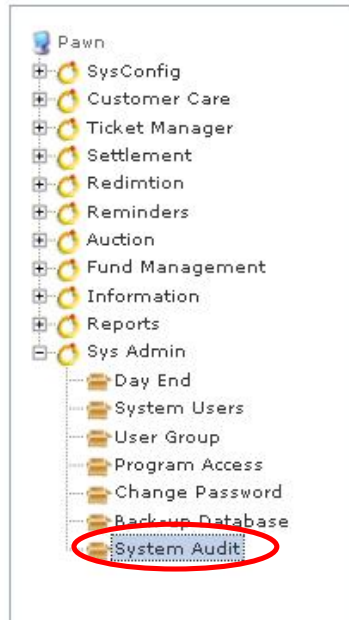 Pawn
SysConfig
Customer Care
Ticket Manager
Settlement
Redimtion
Reminders
Auction
Fund Management
Information
Reports
Sys Admin
Day End
System Users
User Group
Program Access
Change Password
Back-up Database
System Audit